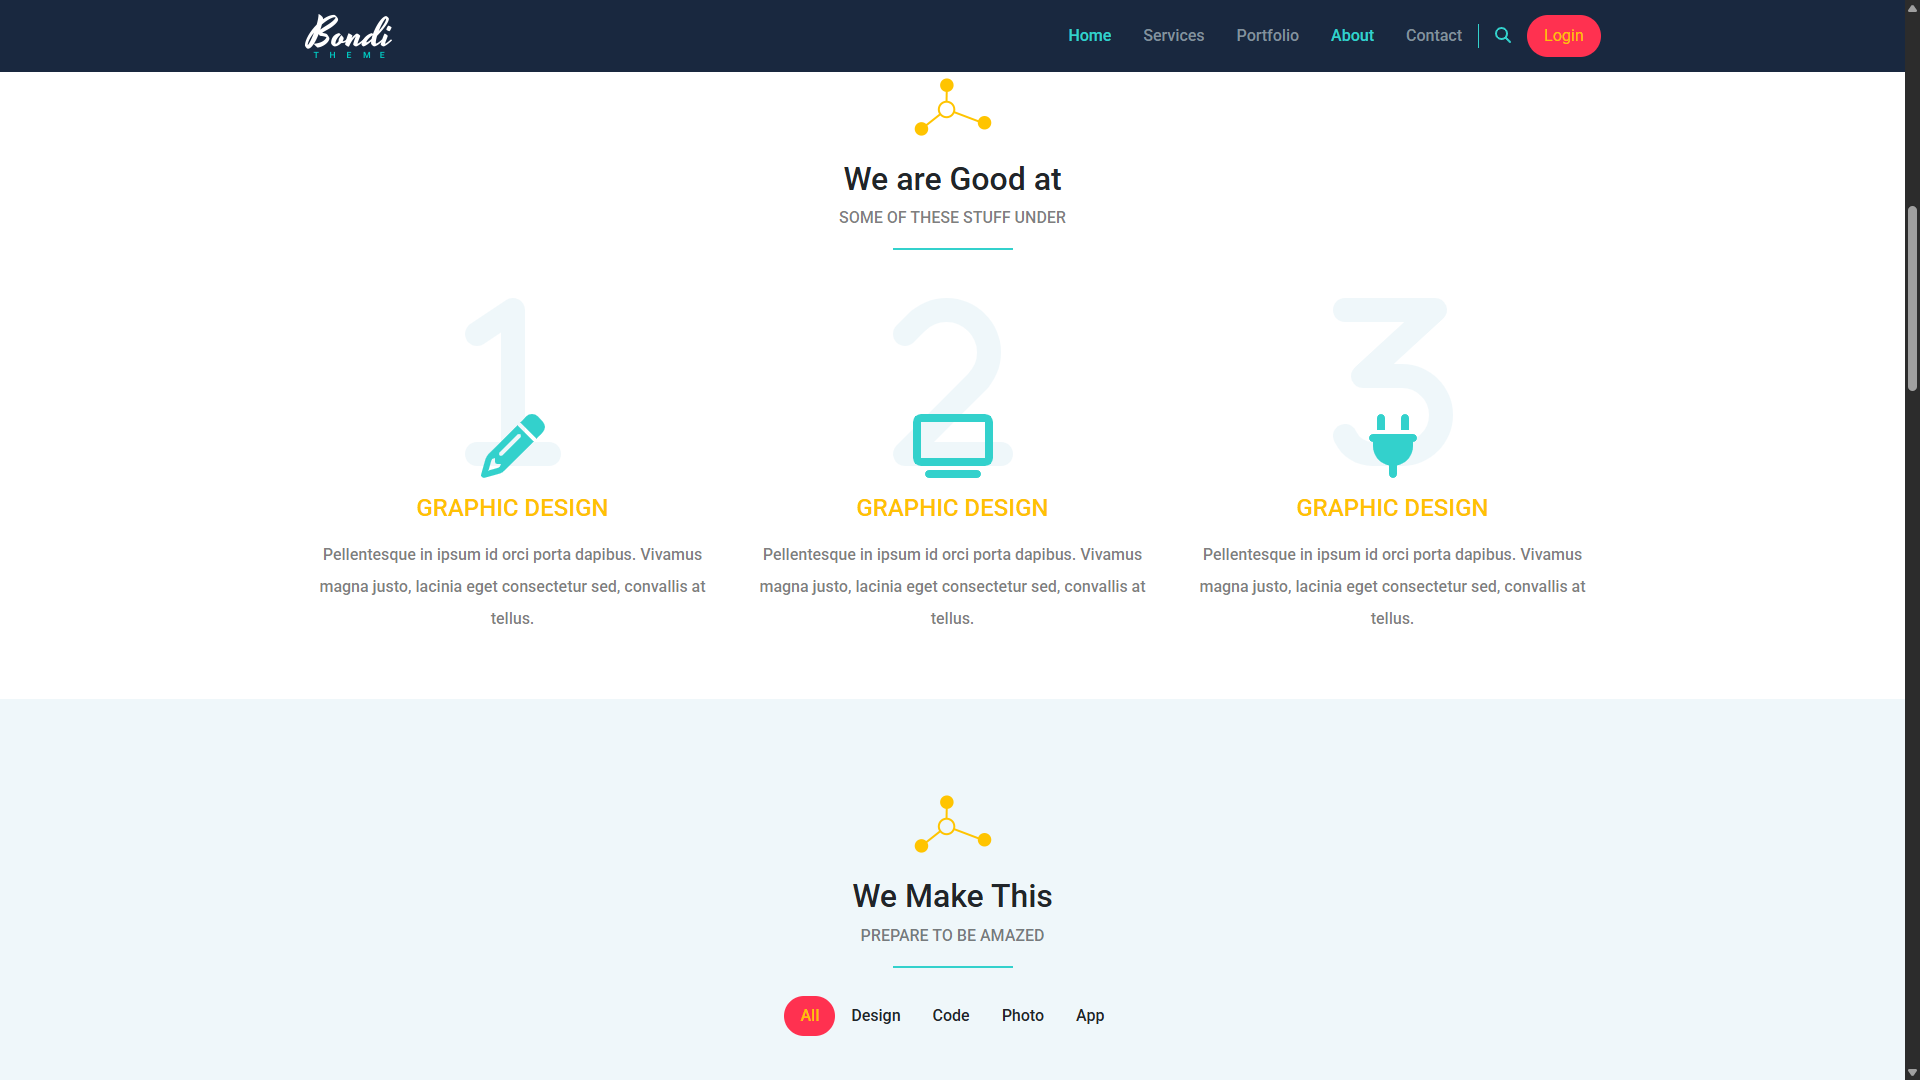 Bondi
THEME
Home Services Portfolio About Contact Login
We are Good at
SOME OF THESE STUFF UNDER
1
2
3
GRAPHIC DESIGN
Pellentesque in ipsum id orci porta dapibus. Vivamus
magna justo, lacinia eget consectetur sed, convallis at
tellus.
GRAPHIC DESIGN
Pellentesque in ipsum id orci porta dapibus. Vivamus
magna justo, lacinia eget consectetur sed, convallis at
tellus.
GRAPHIC DESIGN
Pellentesque in ipsum id orci porta dapibus. Vivamus
magna justo, lacinia eget consectetur sed, convallis at
tellus.
We Make This
PREPARE TO BE AMAZED
All Design Code Photo App